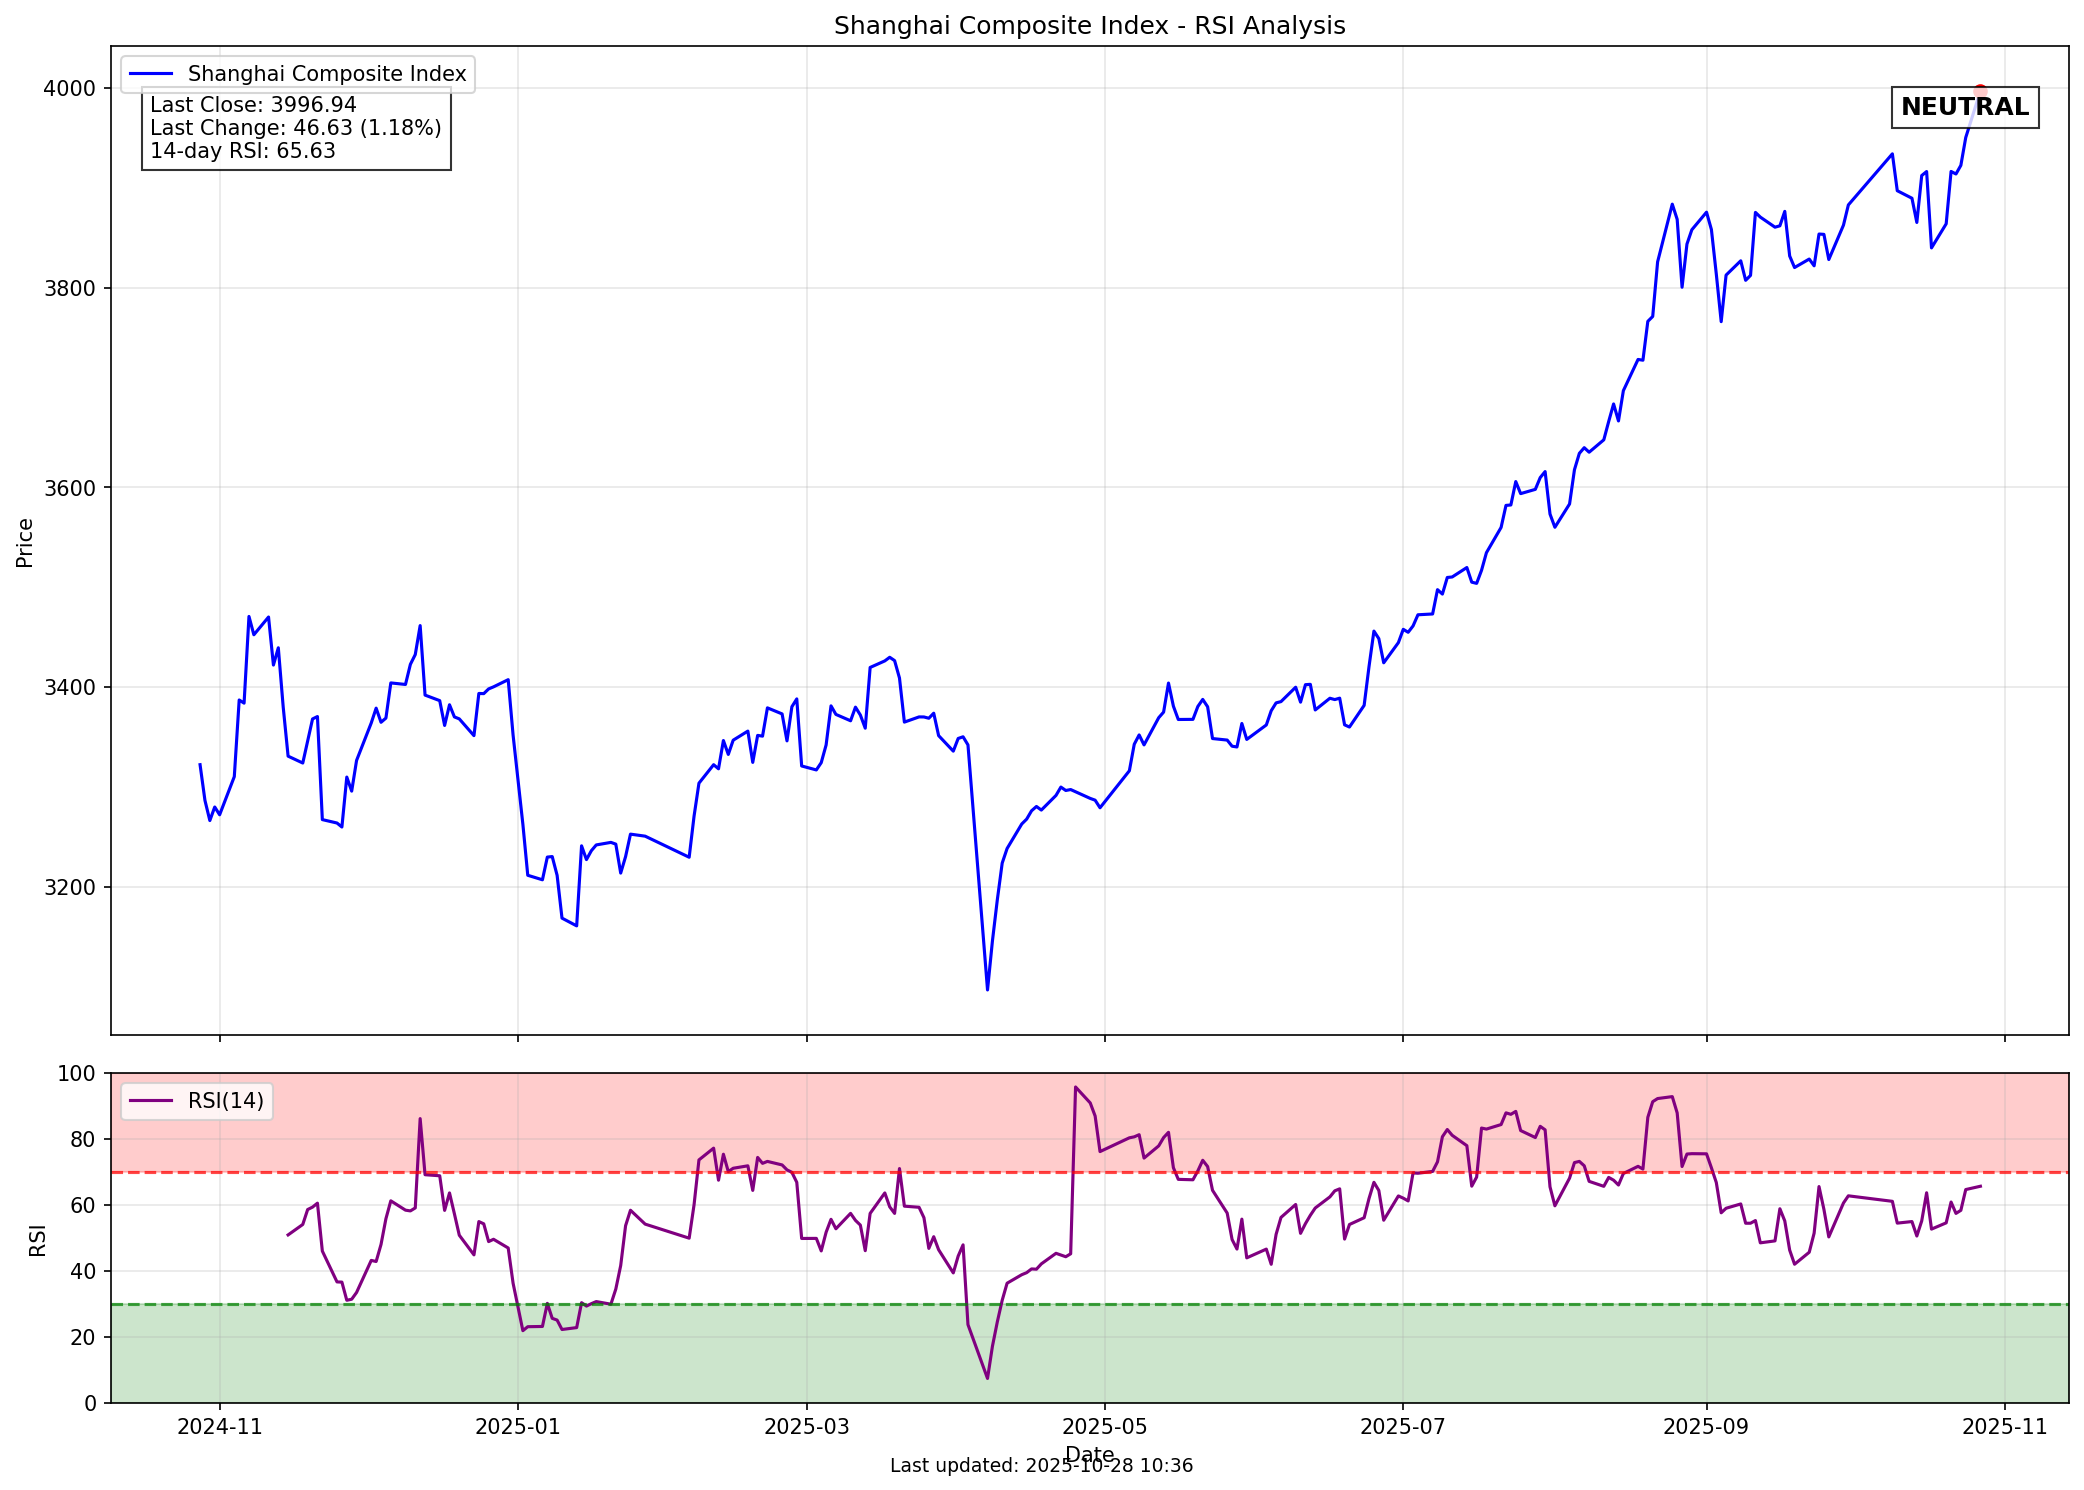 Shanghai Composite Index - RSI Analysis
Shanghai Composite Index
Last Close: 3996.94
Last Change: 46.63 (1.18%)
14-day RSI: 65.63
NEUTRAL
4000
3800
3600
3400
3200
Price
RSI(14)
100
80
60
40
20
0
RSI
2024-11
2025-01
2025-03
2025-05
2025-07
2025-09
2025-11
Date
Last updated: 2025-10-28 10:36